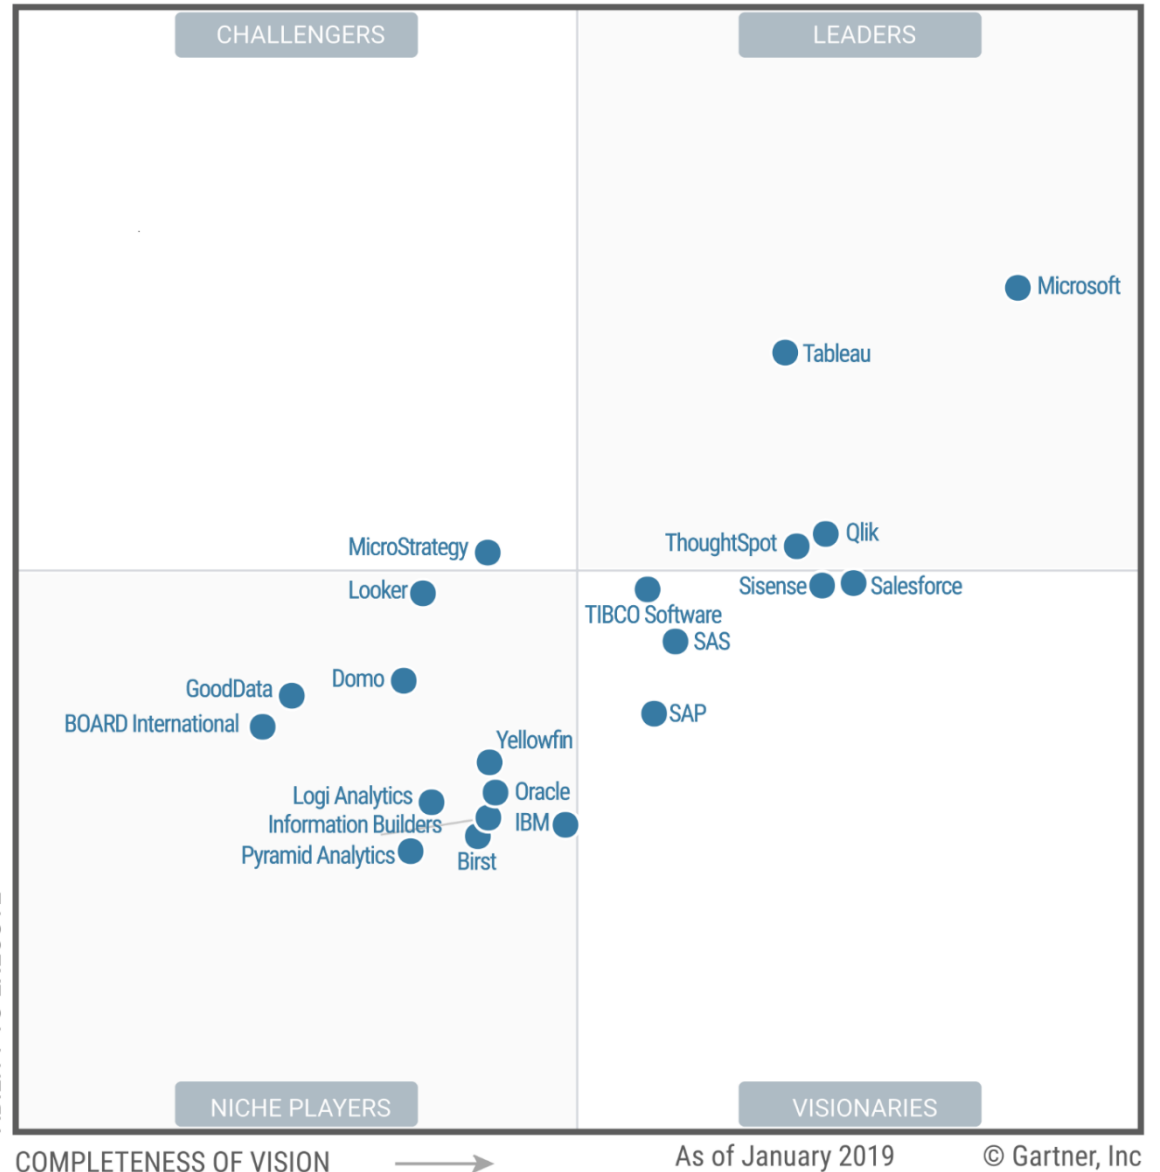 CHALLENGERS
LEADERS
Microsoft
Tableau
Qlik
ThoughtSpot
MicroStrategy
Looker
Sisense
Salesforce
TIBCO Software
SAS
Domo
GoodData
SAP
BOARD International
Yellowfin
Oracle
Logi Analytics
Information Builders
IBM
Pyramid Analytics
Birst
NICHE PLAYERS
VISIONARIES
COMPLETENESS OF VISION
As of January 2019
© Gartner, Inc